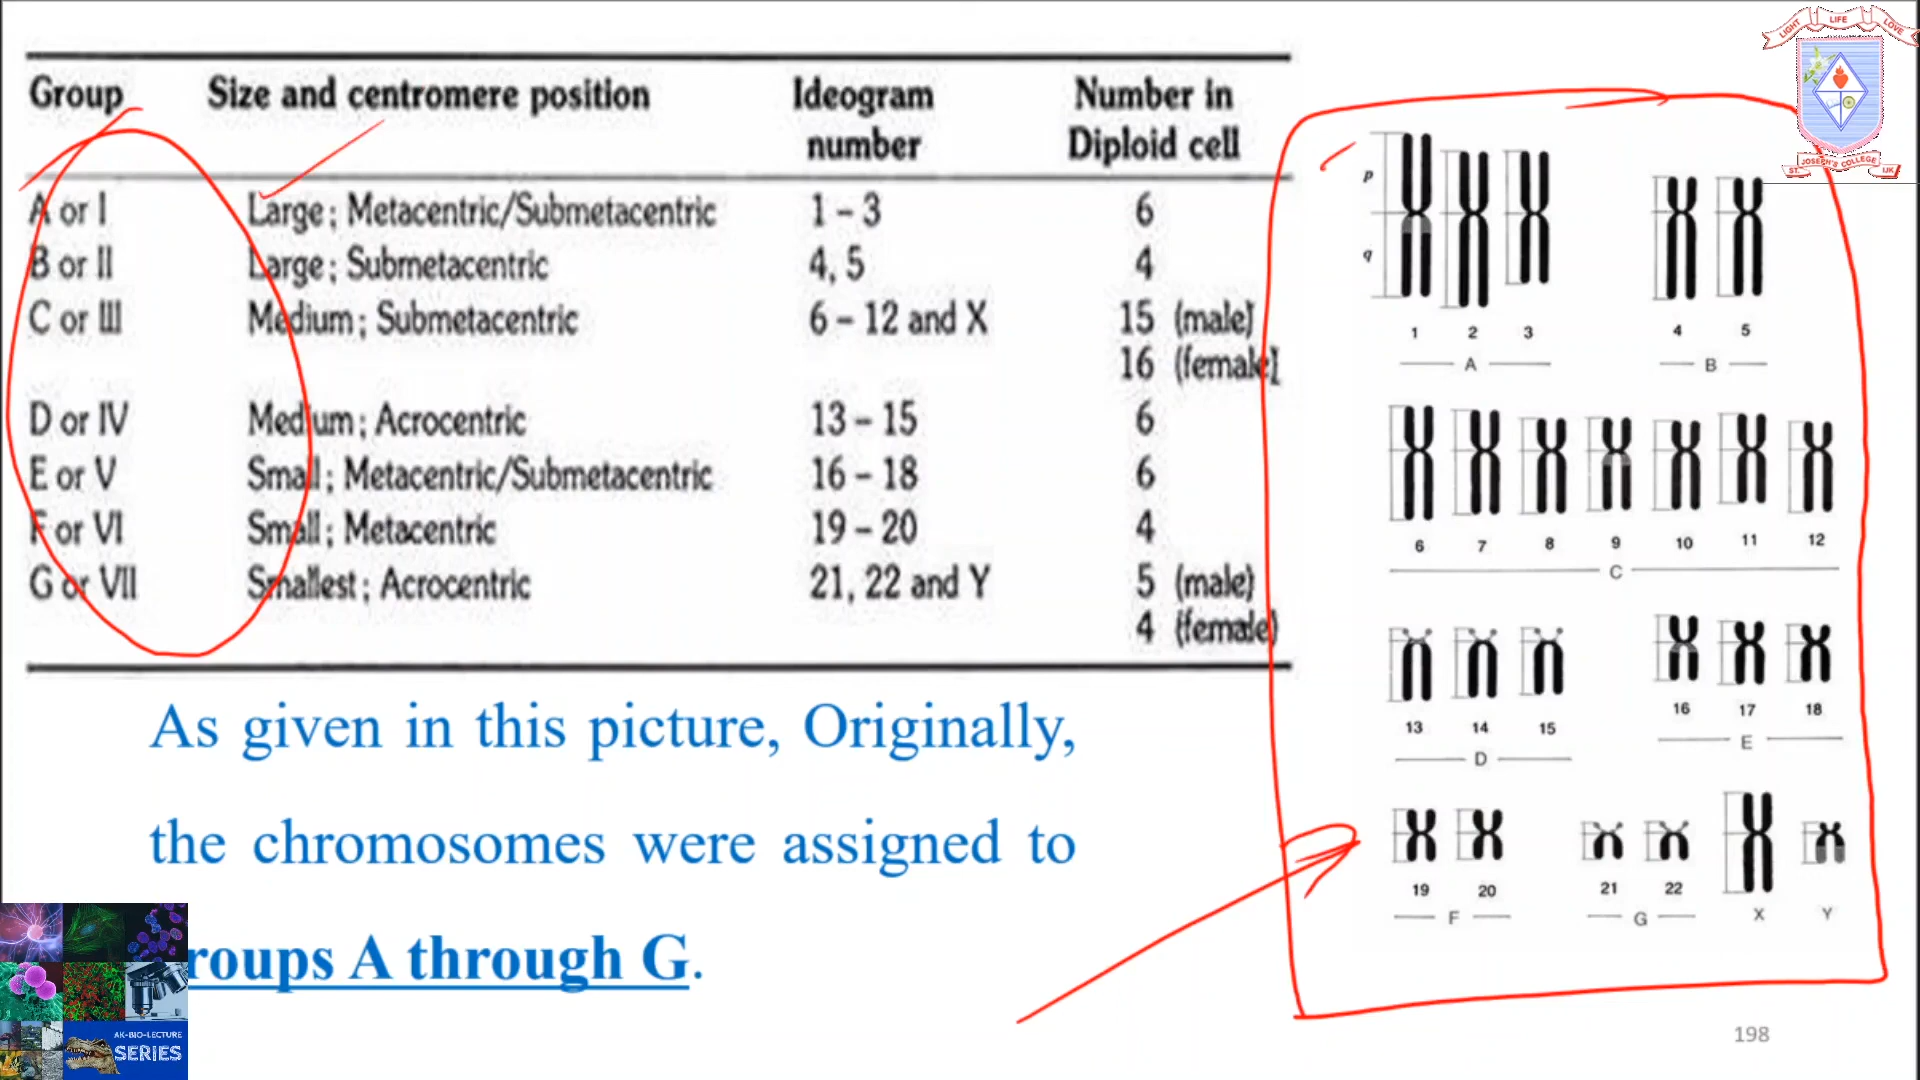 Group Size and centromere position Ideogram number Number in Diploid cell
A or I Large; Metacentric/Submetacentric 1 – 3 6
B or II Large; Submetacentric 4, 5 4
C or III Medium; Submetacentric 6 – 12 and X 15 (male)
16 (female)
D or IV Medium; Acrocentric 13 – 15 6
E or V Small; Metacentric/Submetacentric 16 – 18 6
F or VI Small; Metacentric 19 – 20 4
G or VII Smallest; Acrocentric 21, 22 and Y 5 (male)
4 (female)
As given in this picture, Originally,
the chromosomes were assigned to
roups A through G.
p
q
1 2 3 4 5
A B
6 7 8 9 10 11 12
C
13 14 15 16 17 18
D E
19 20 21 22
F G X Y
LIGHT LIFE LOVE
ST. JOSEPH'S COLLEGE IJK
AK-BIO-LECTURE
SERIES
198